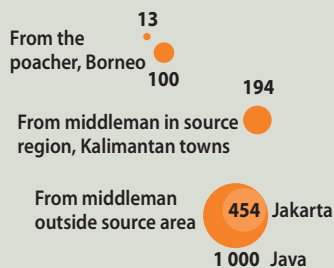 13
From the
poacher, Borneo
100
194
From middleman in source
region, Kalimantan towns
From middleman
outside source area
454 Jakarta
1 000 Java